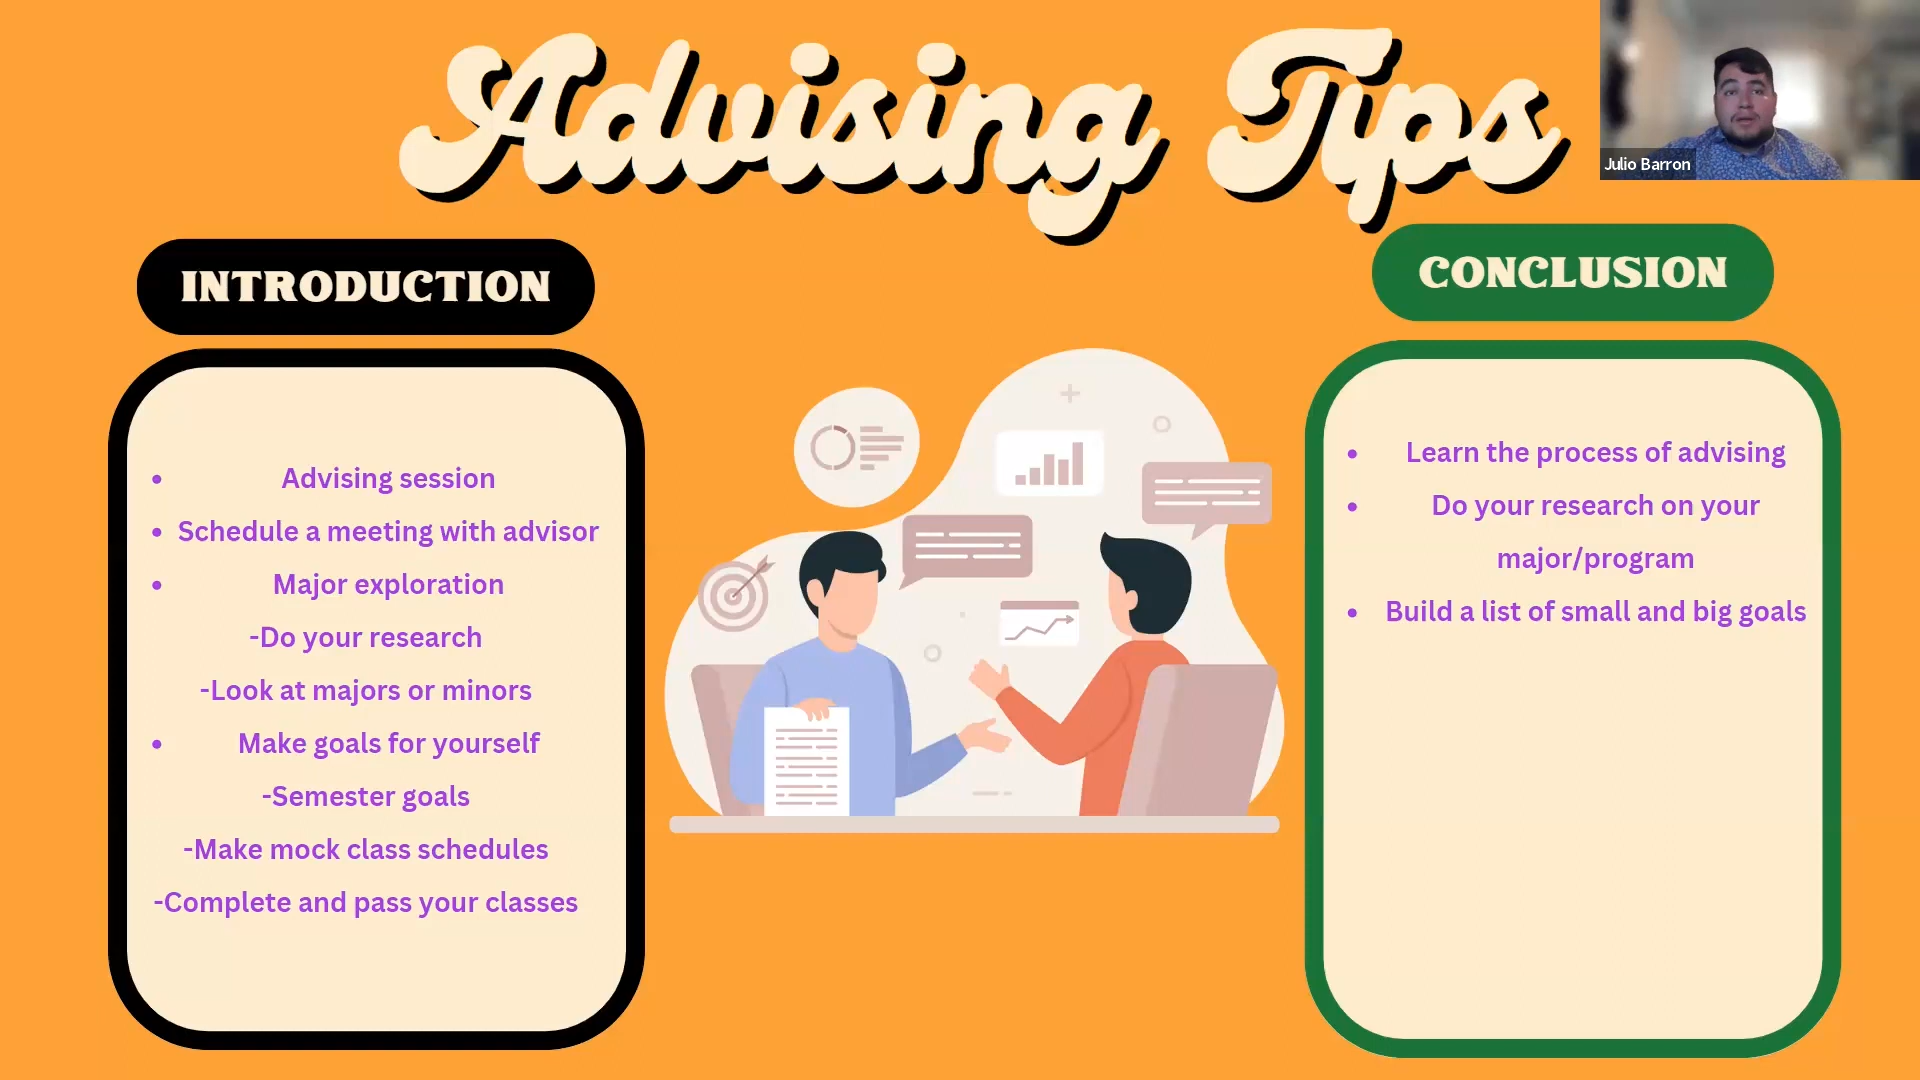 Advising Tips
Julio Barron
INTRODUCTION
• Advising session
• Schedule a meeting with advisor
• Major exploration
-Do your research
-Look at majors or minors
• Make goals for yourself
-Semester goals
-Make mock class schedules
-Complete and pass your classes
CONCLUSION
• Learn the process of advising
• Do your research on your
major/program
• Build a list of small and big goals